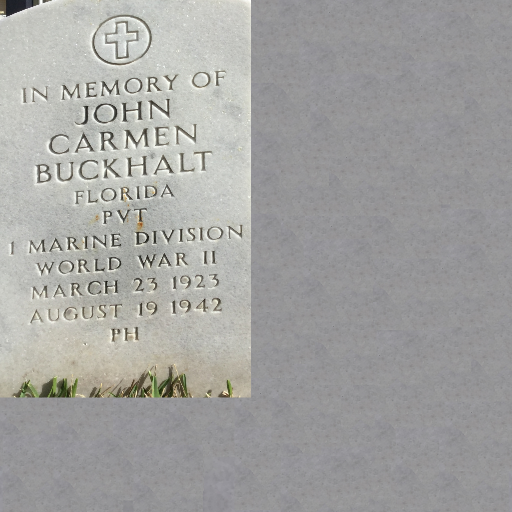 IN MEMORY OF
JOHN
CARMEN
BUCKHALT
FLORIDA
PVT
1 MARINE DIVISION
WORLD WAR II
MARCH 23 1923
AUGUST 19 1942
PH